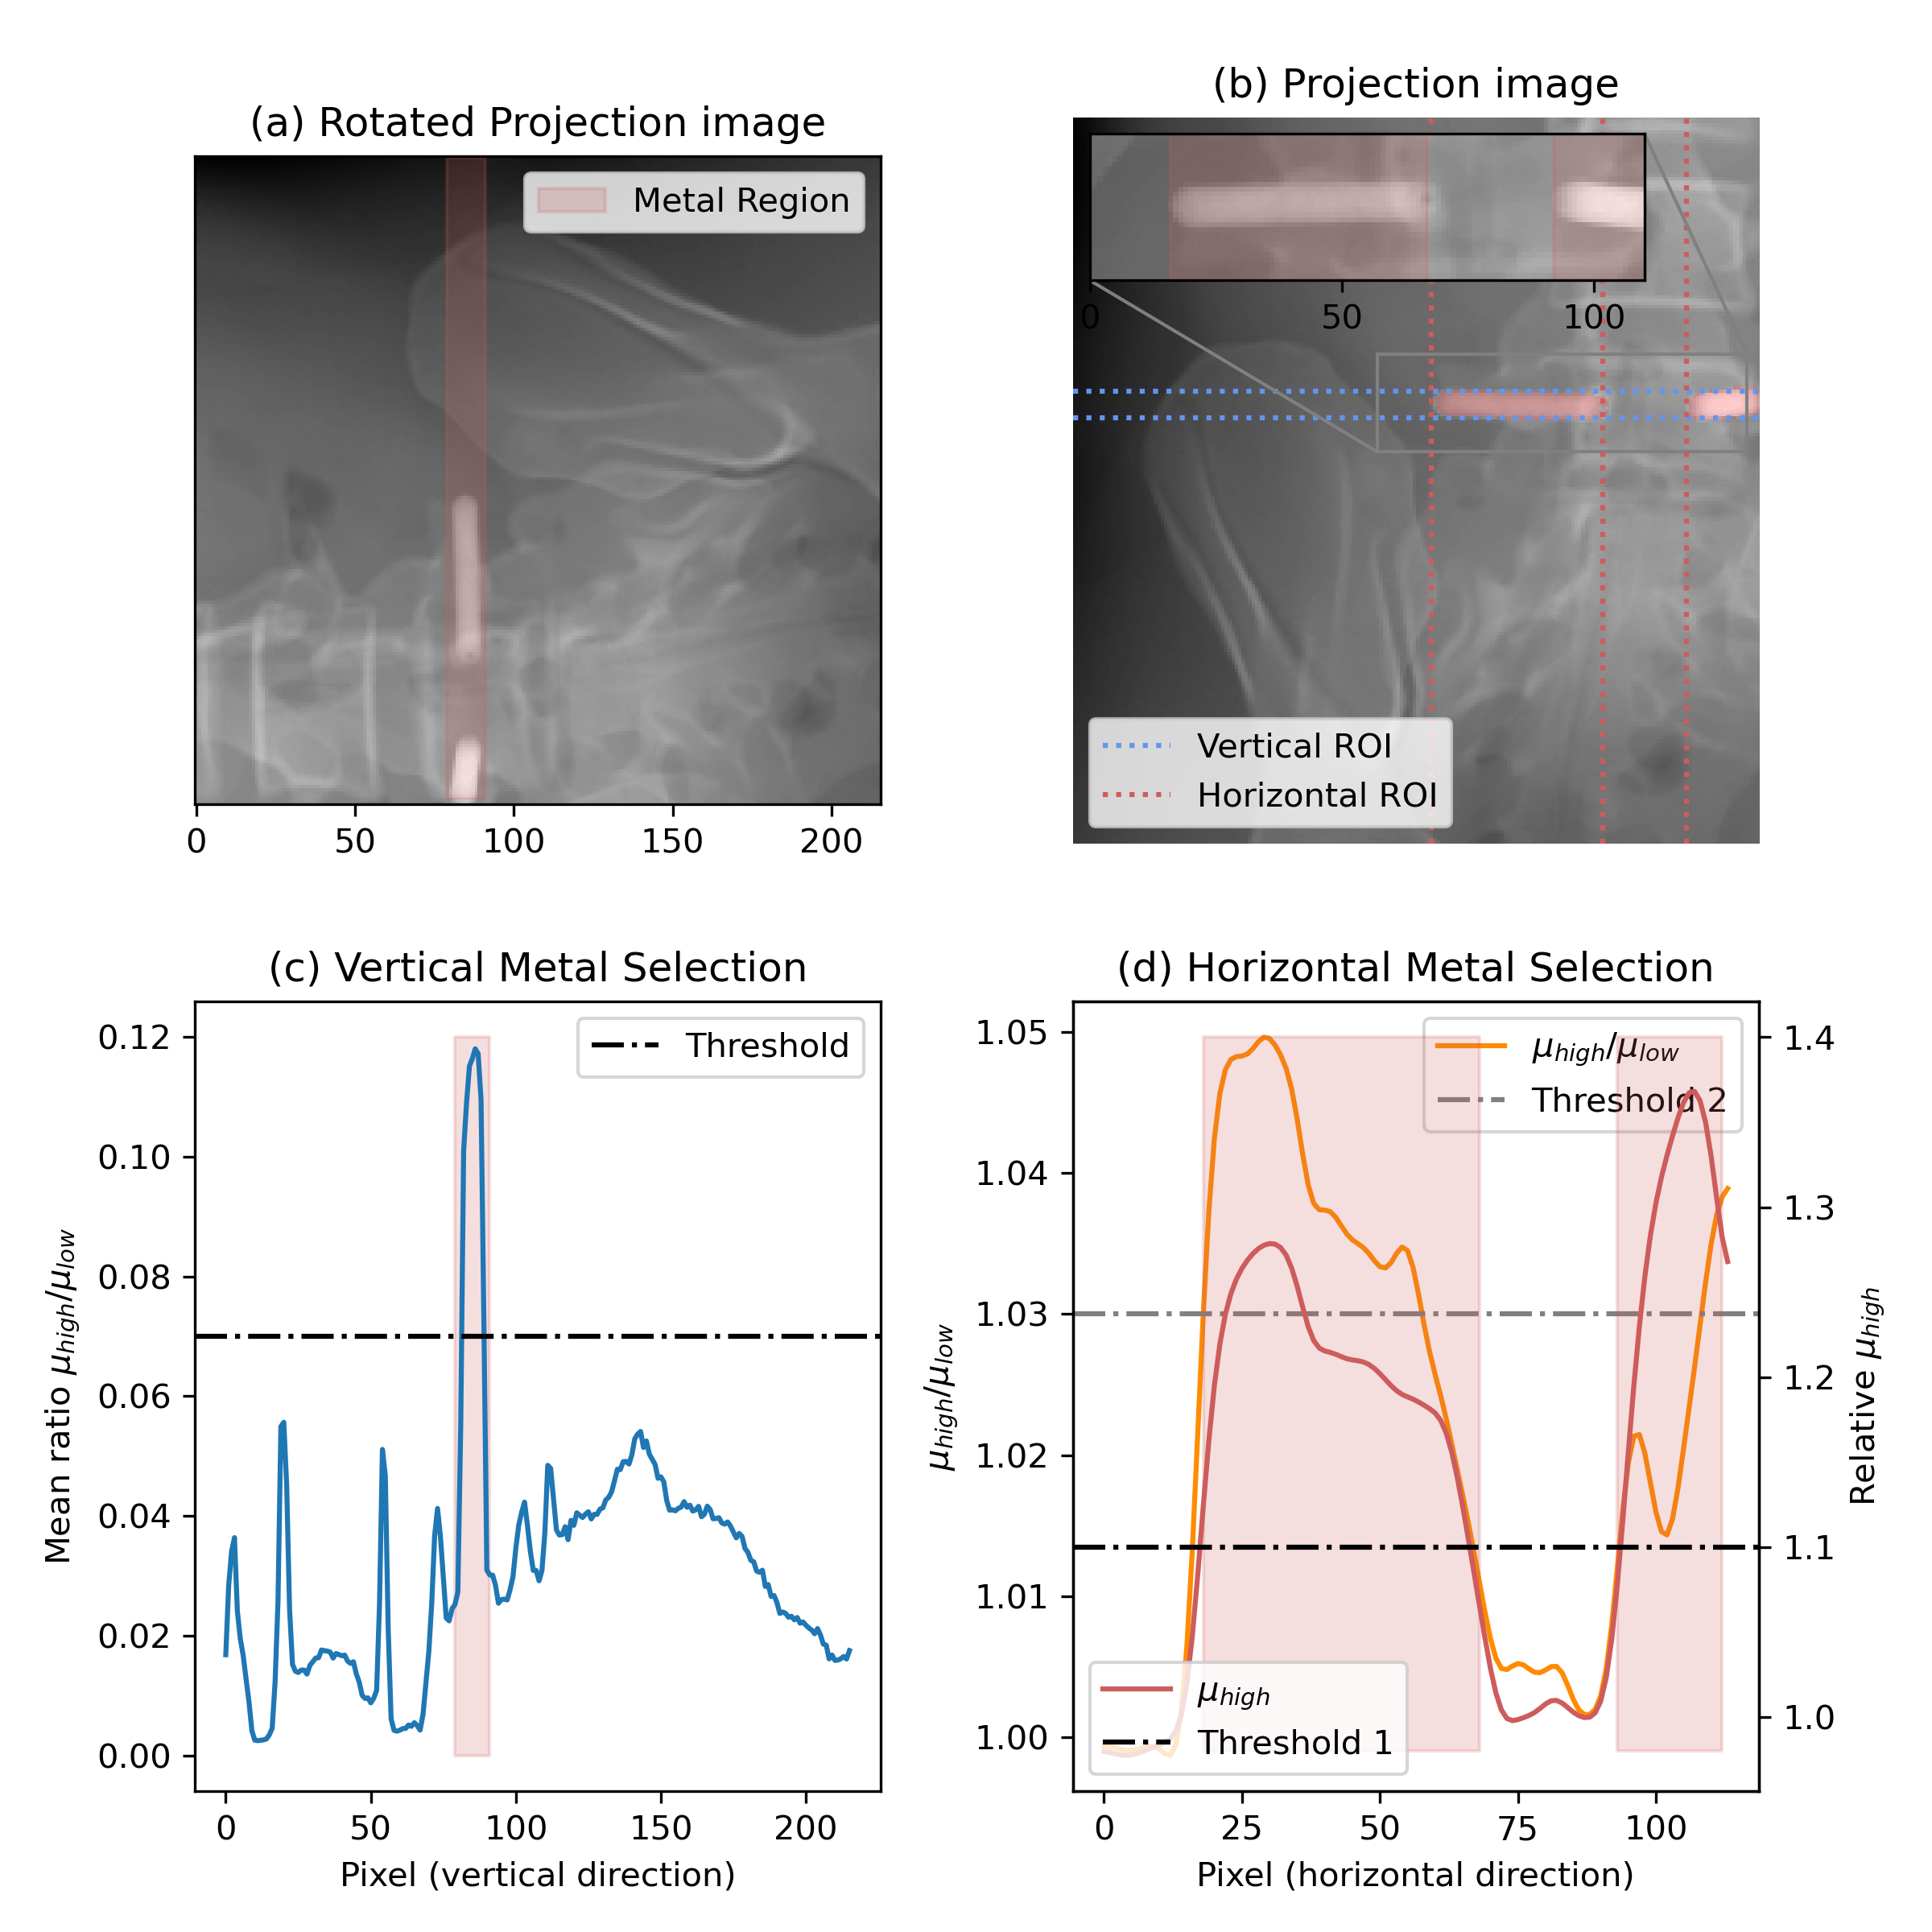 (a) Rotated Projection image
Metal Region
0 50 100 150 200
(b) Projection image
0 50 100
Vertical ROI
Horizontal ROI
(c) Vertical Metal Selection
Threshold
Mean ratio μhigh/μlow
0.12
0.10
0.08
0.06
0.04
0.02
0.00
0 50 100 150 200
Pixel (vertical direction)
(d) Horizontal Metal Selection
μhigh/μlow
Threshold 2
μhigh/μlow
1.05
1.04
1.03
1.02
1.01
1.00
1.4
1.3
1.2
1.1
1.0
Relative μhigh
μhigh
Threshold 1
0 25 50 75 100
Pixel (horizontal direction)